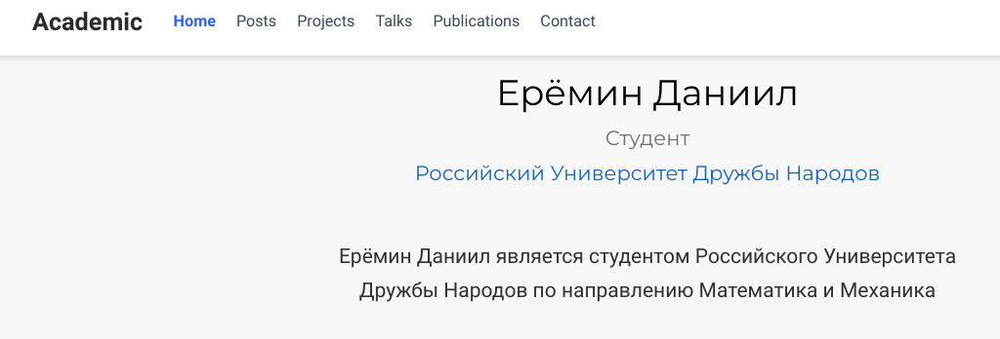 Academic Home Posts Projects Talks Publications Contact
Ерёмин Даниил
Студент
Российский Университет Дружбы Народов
Ерёмин Даниил является студентом Российского Университета
Дружбы Народов по направлению Математика и Механика